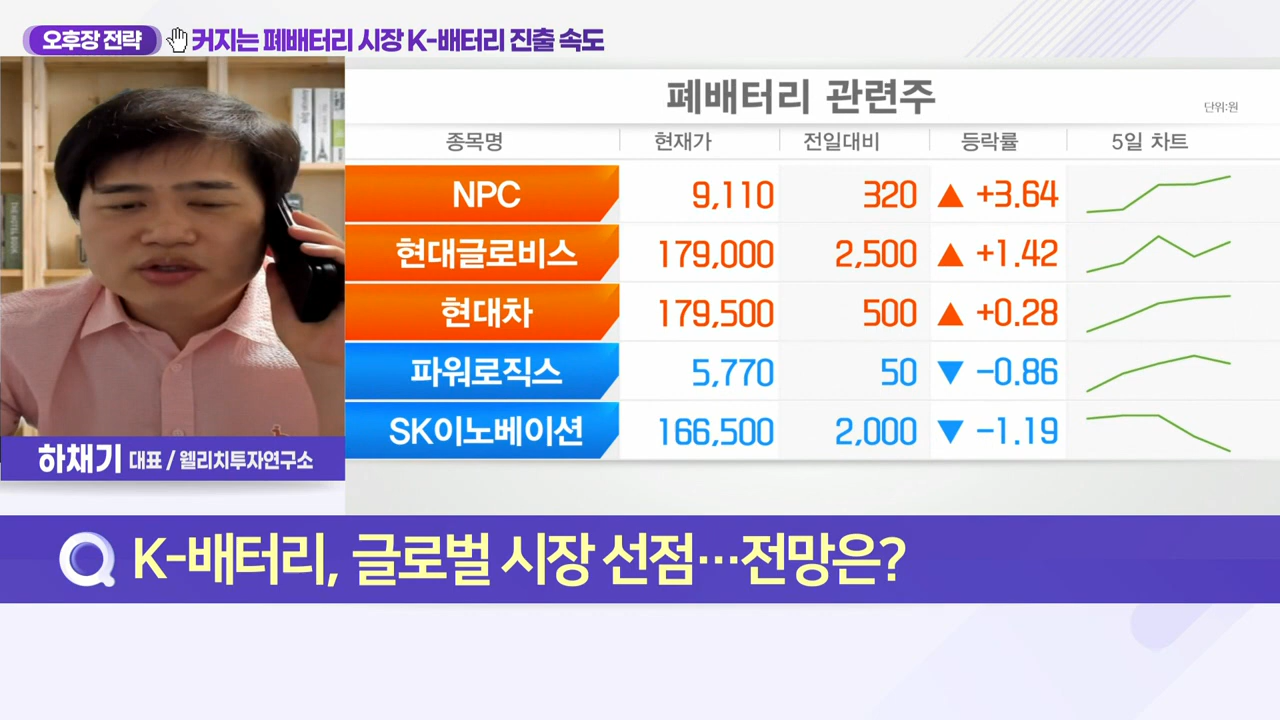 오후장 전략 커지는 폐배터리 시장 K-배터리 진출 속도
폐배터리 관련주
단위:원
종목명 현재가 전일대비 등락률 5일 차트
NPC 9,110 320 ▲ +3.64
현대글로비스 179,000 2,500 ▲ +1.42
현대차 179,500 500 ▲ +0.28
파워로직스 5,770 50 ▼ -0.86
SK이노베이션 166,500 2,000 ▼ -1.19
하채기 대표 / 웰리치투자연구소
K-배터리, 글로벌 시장 선점…전망은?